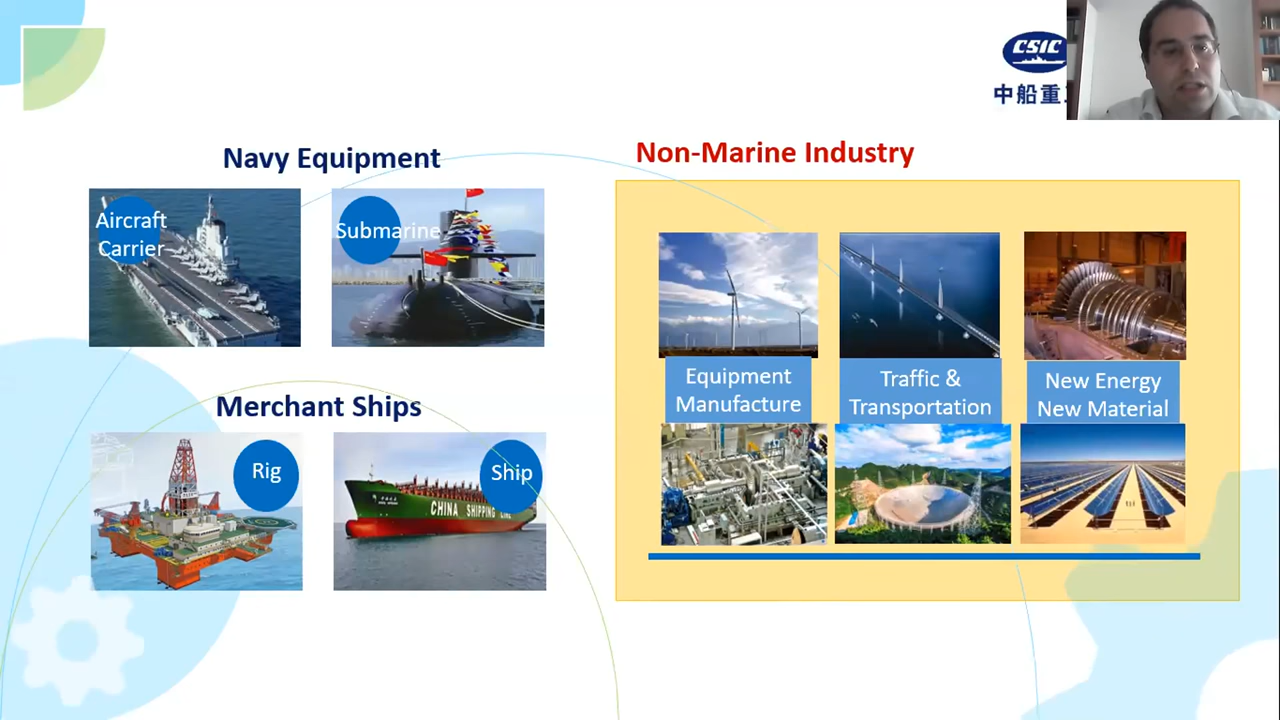 CSIC
中船重
Navy Equipment
Aircraft
Carrier
Submarine
Merchant Ships
Rig
Ship
CHINA SHIPPING LINE
Non-Marine Industry
Equipment
Manufacture
Traffic &
Transportation
New Energy
New Material